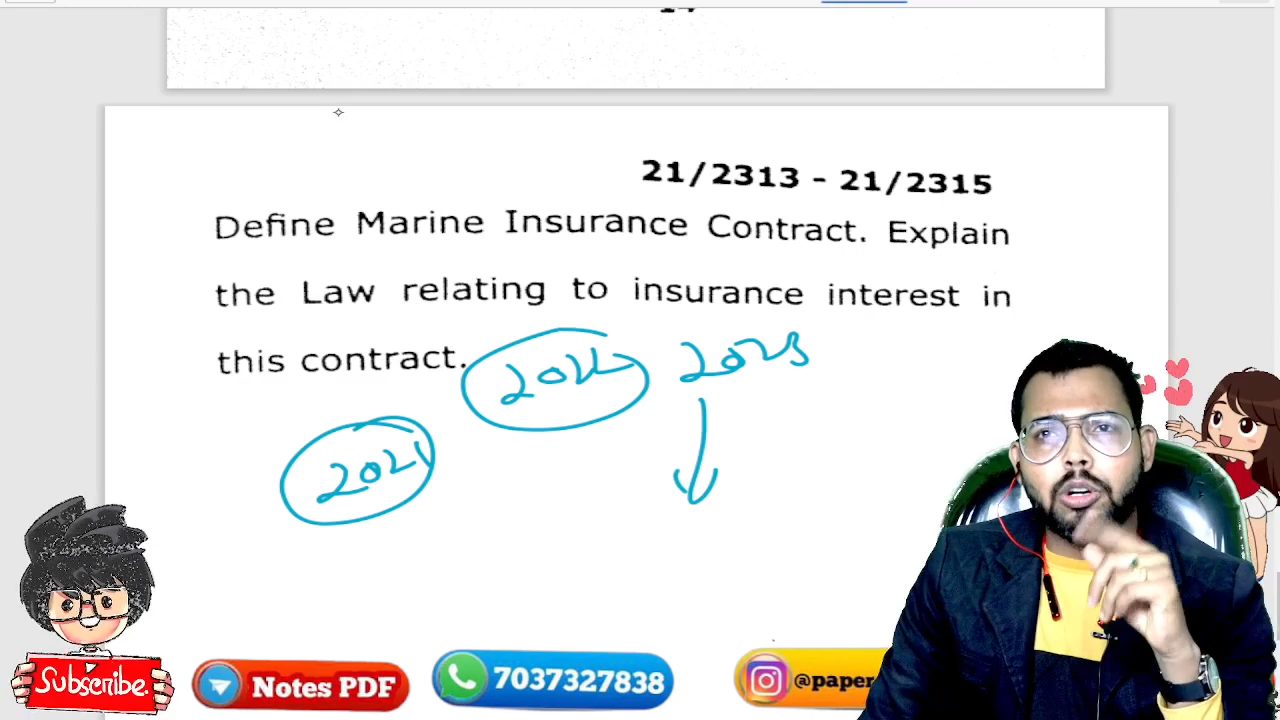 21/2313 - 21/2315
Define Marine Insurance Contract. Explain
the Law relating to insurance interest in
this contract.
2022 2023
2021
Subscribe.
Notes PDF
7037327838
@paper